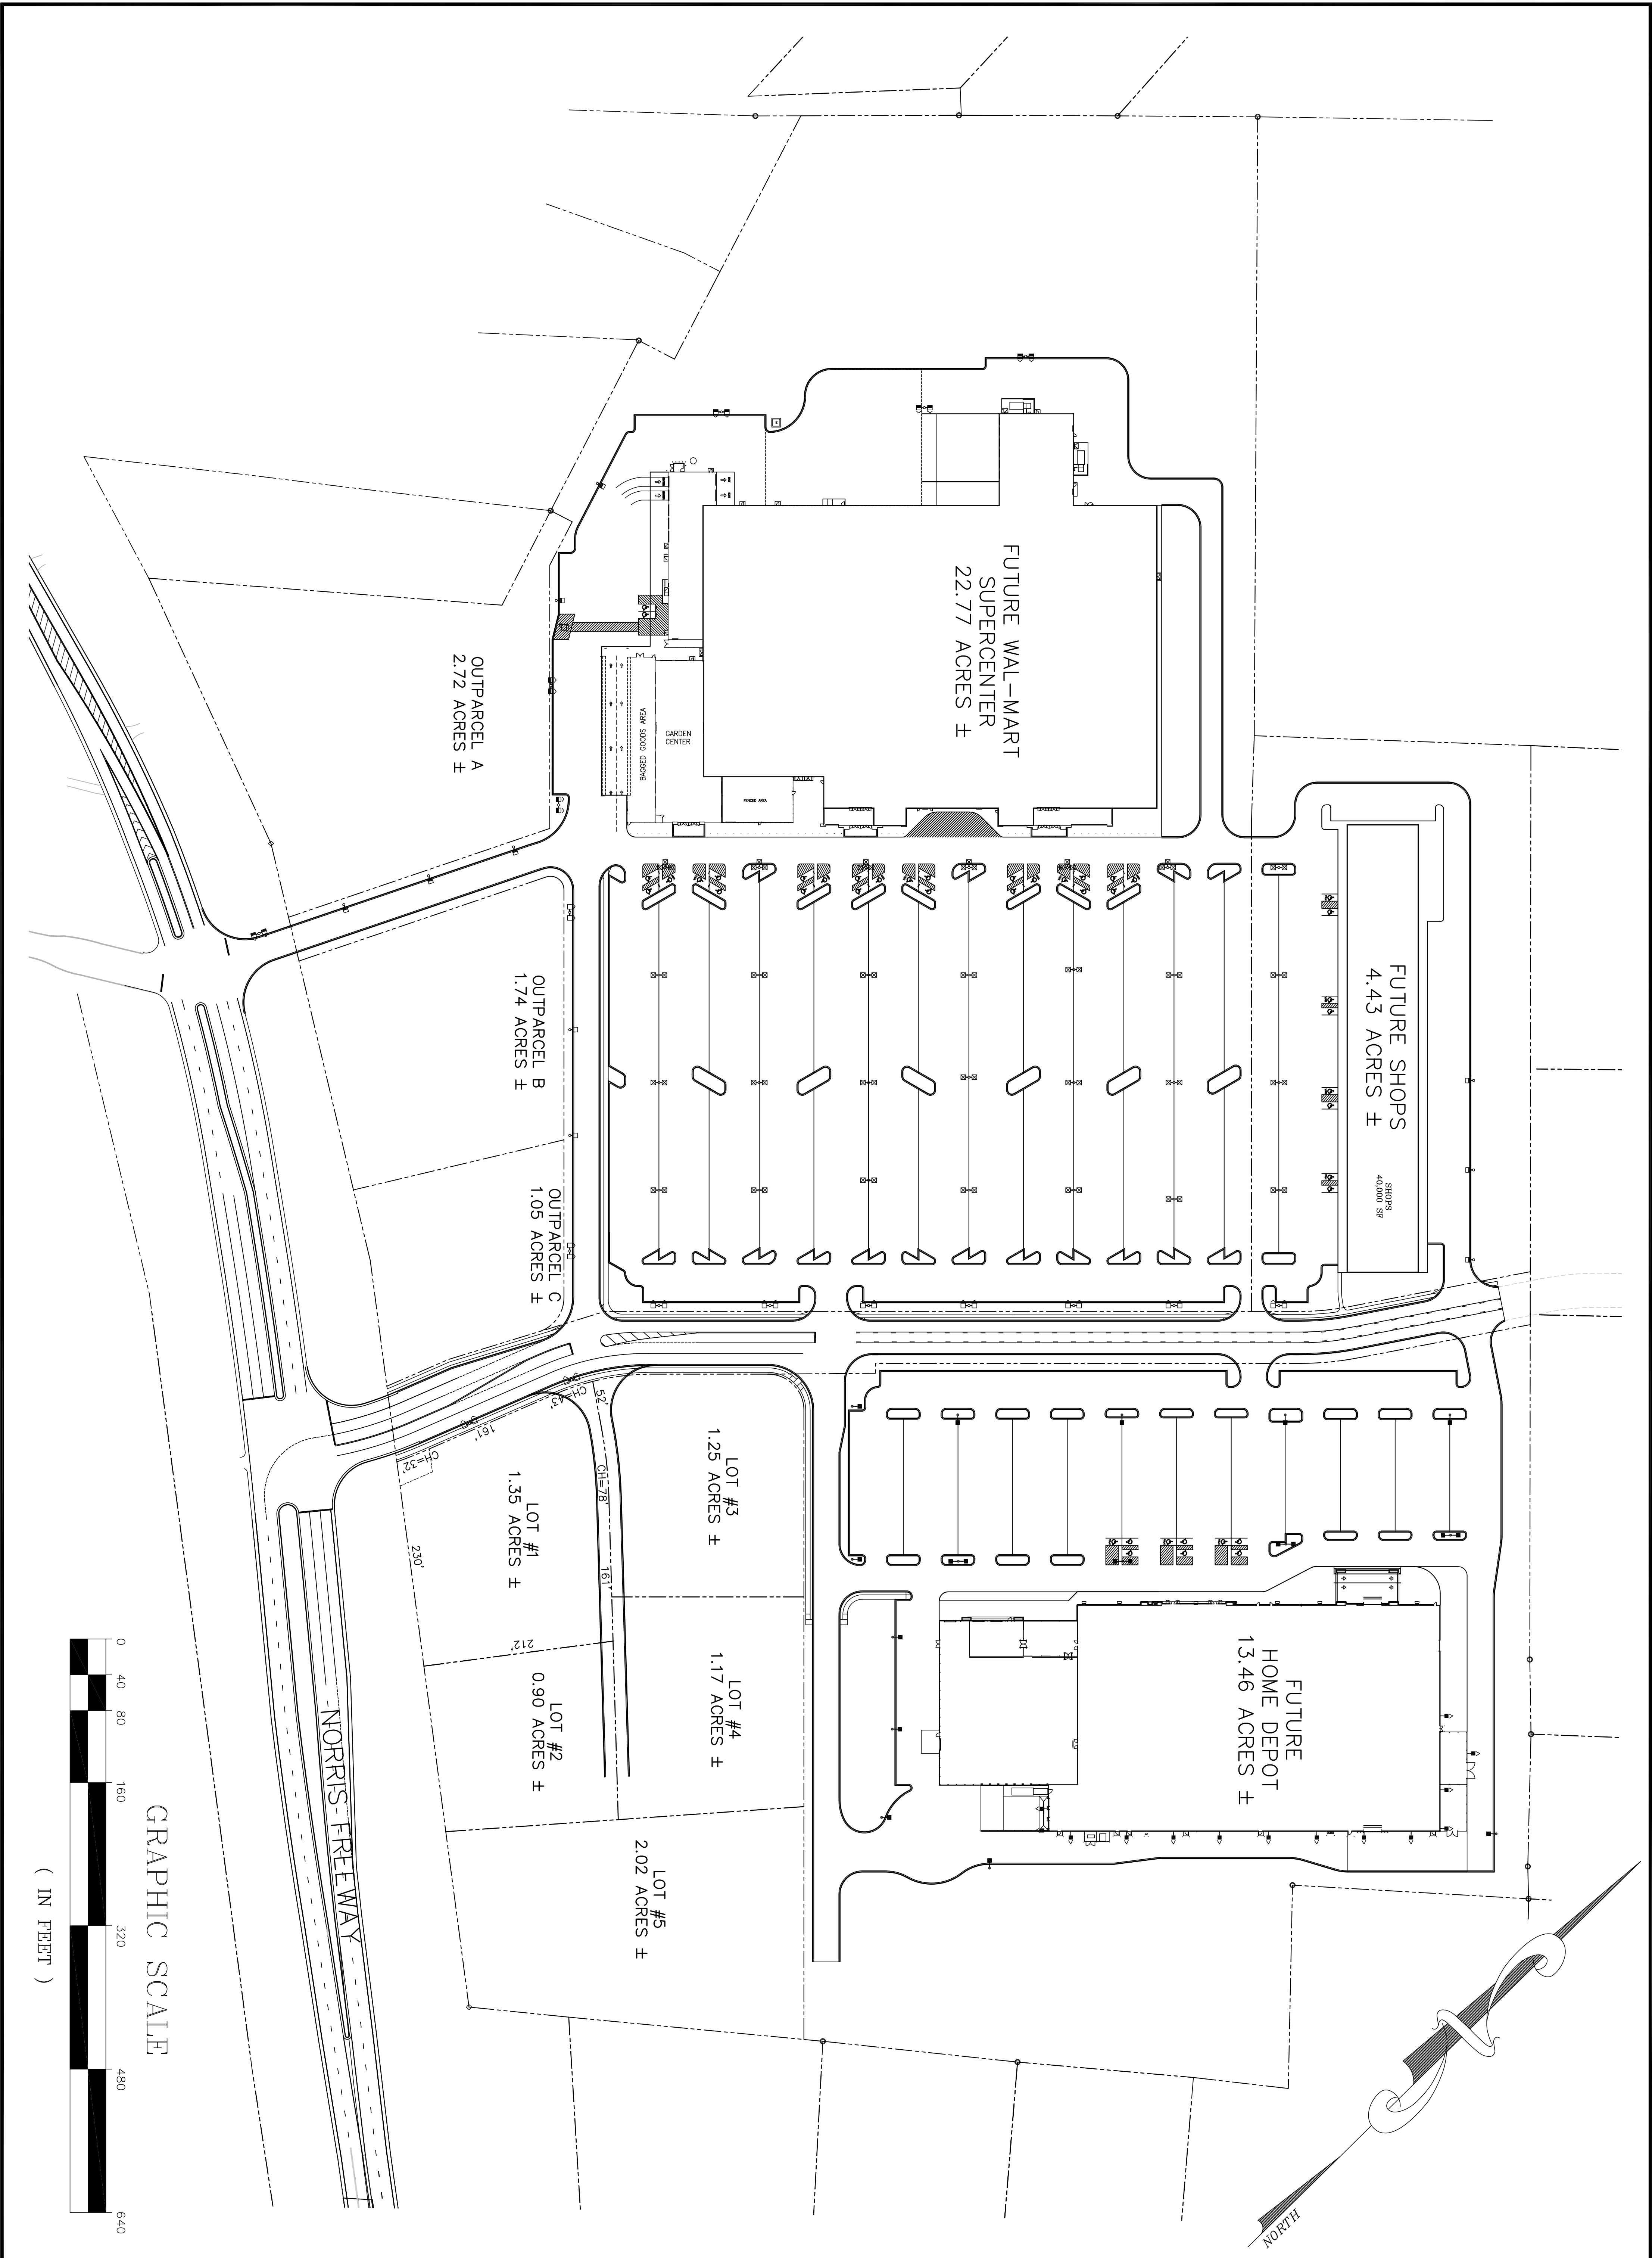 FUTURE WAL-MART
SUPERCENTER
22.77 ACRES ±
FUTURE SHOPS
4.43 ACRES ±
SHOPS
40,000 SF
GARDEN
CENTER
BAGGED GOODS AREA
FENCED AREA
OUTPARCEL A
2.72 ACRES ±
OUTPARCEL B
1.74 ACRES ±
OUTPARCEL C
1.05 ACRES ±
FUTURE
HOME DEPOT
13.46 ACRES ±
LOT #3
1.25 ACRES ±
LOT #1
1.35 ACRES ±
LOT #4
1.17 ACRES ±
LOT #2
0.90 ACRES ±
LOT #5
2.02 ACRES ±
52'
CH=43'
161'
CH=32'
CH=78'
161'
230'
212'
NORRIS FREEWAY
0 40 80 160 320 480 640
GRAPHIC SCALE
( IN FEET )
NORTH